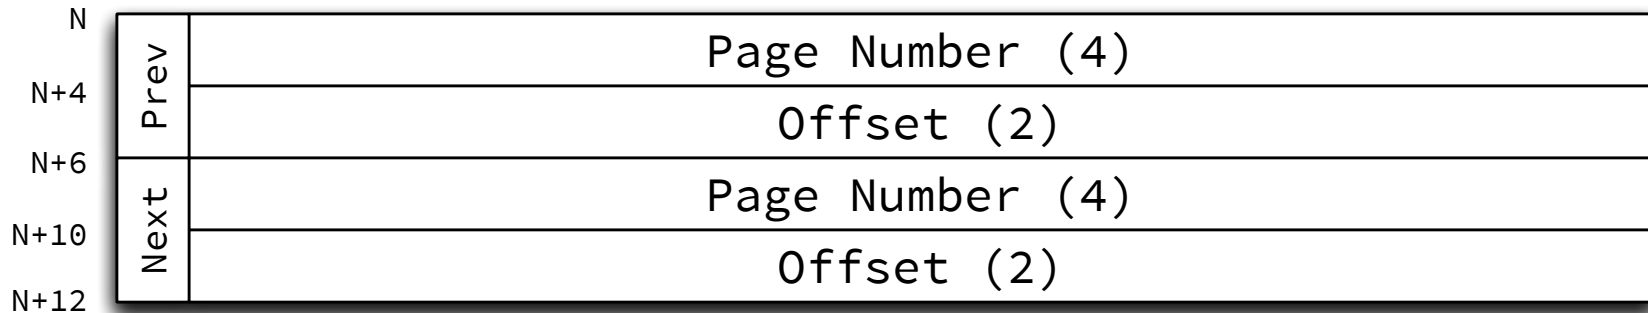 N
Prev
Page Number (4)
N+4
Offset (2)
N+6
Next
Page Number (4)
N+10
Offset (2)
N+12